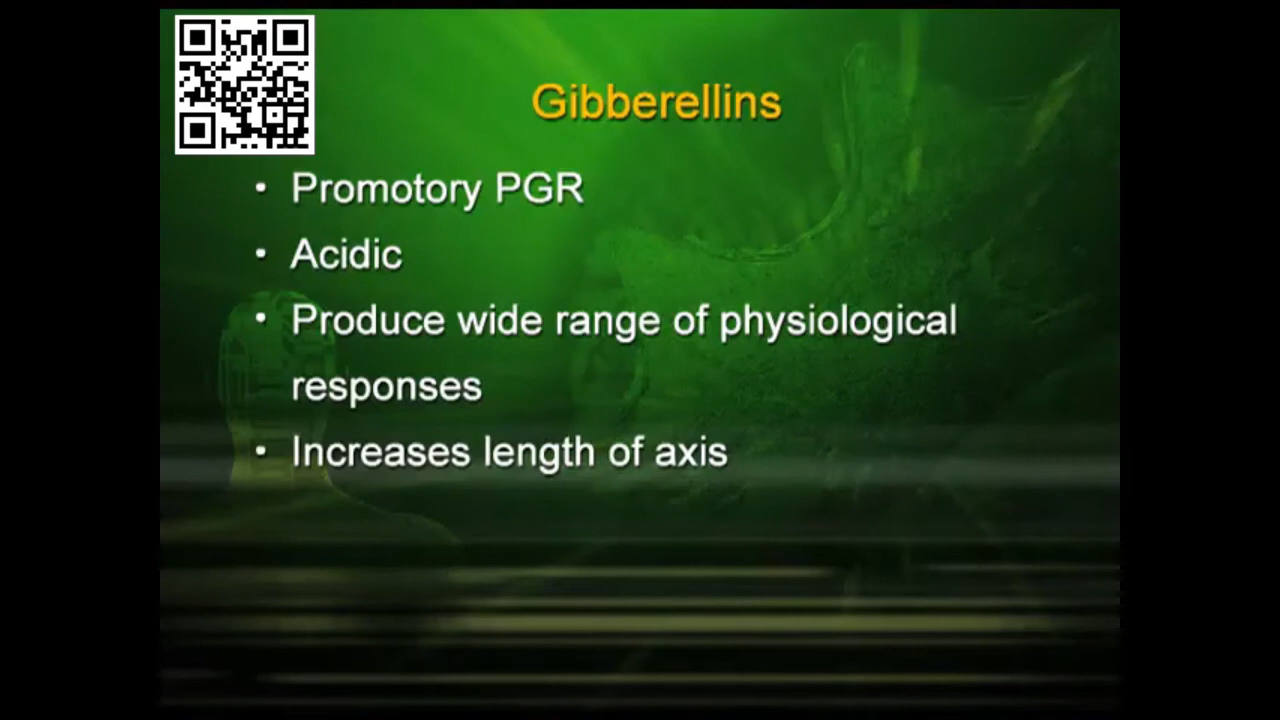 Gibberellins
• Promotory PGR
• Acidic
• Produce wide range of physiological
responses
• Increases length of axis